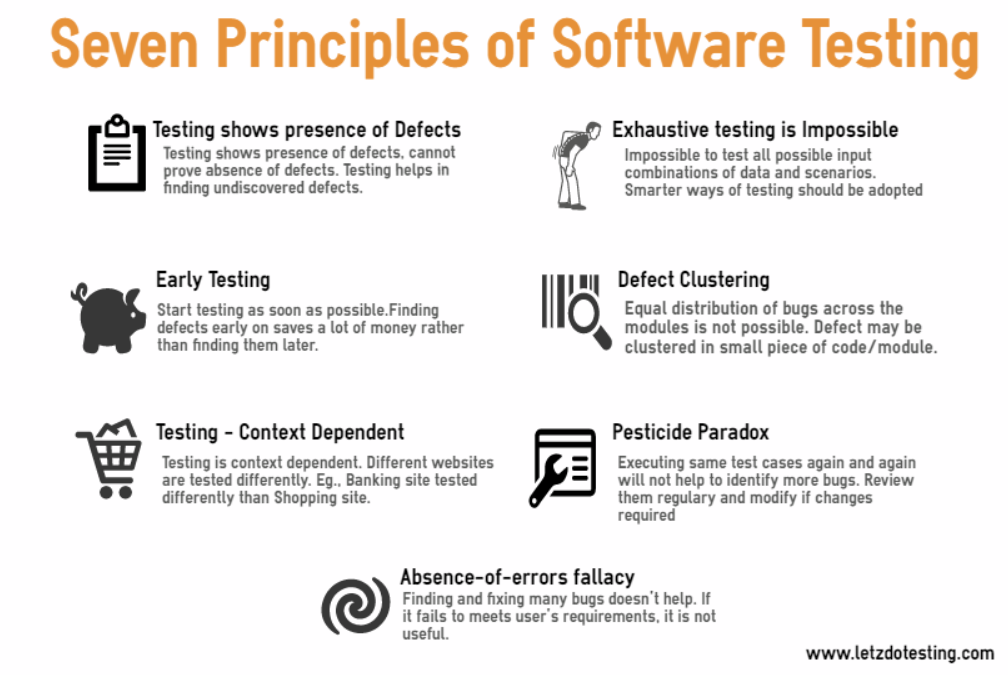 Seven Principles of Software Testing
Testing shows presence of Defects
Testing shows presence of defects, cannot
prove absence of defects. Testing helps in
finding undiscovered defects.
Exhaustive testing is Impossible
Impossible to test all possible input
combinations of data and scenarios.
Smarter ways of testing should be adopted
Early Testing
Start testing as soon as possible.Finding
defects early on saves a lot of money rather
than finding them later.
Defect Clustering
Equal distribution of bugs across the
modules is not possible. Defect may be
clustered in small piece of code/module.
Testing - Context Dependent
Testing is context dependent. Different websites
are tested differently. Eg., Banking site tested
differently than Shopping site.
Pesticide Paradox
Executing same test cases again and again
will not help to identify more bugs. Review
them regulary and modify if changes
required
Absence-of-errors fallacy
Finding and fixing many bugs doesn't help. If
it fails to meets user's requirements, it is not
useful.
www.letzdotesting.com